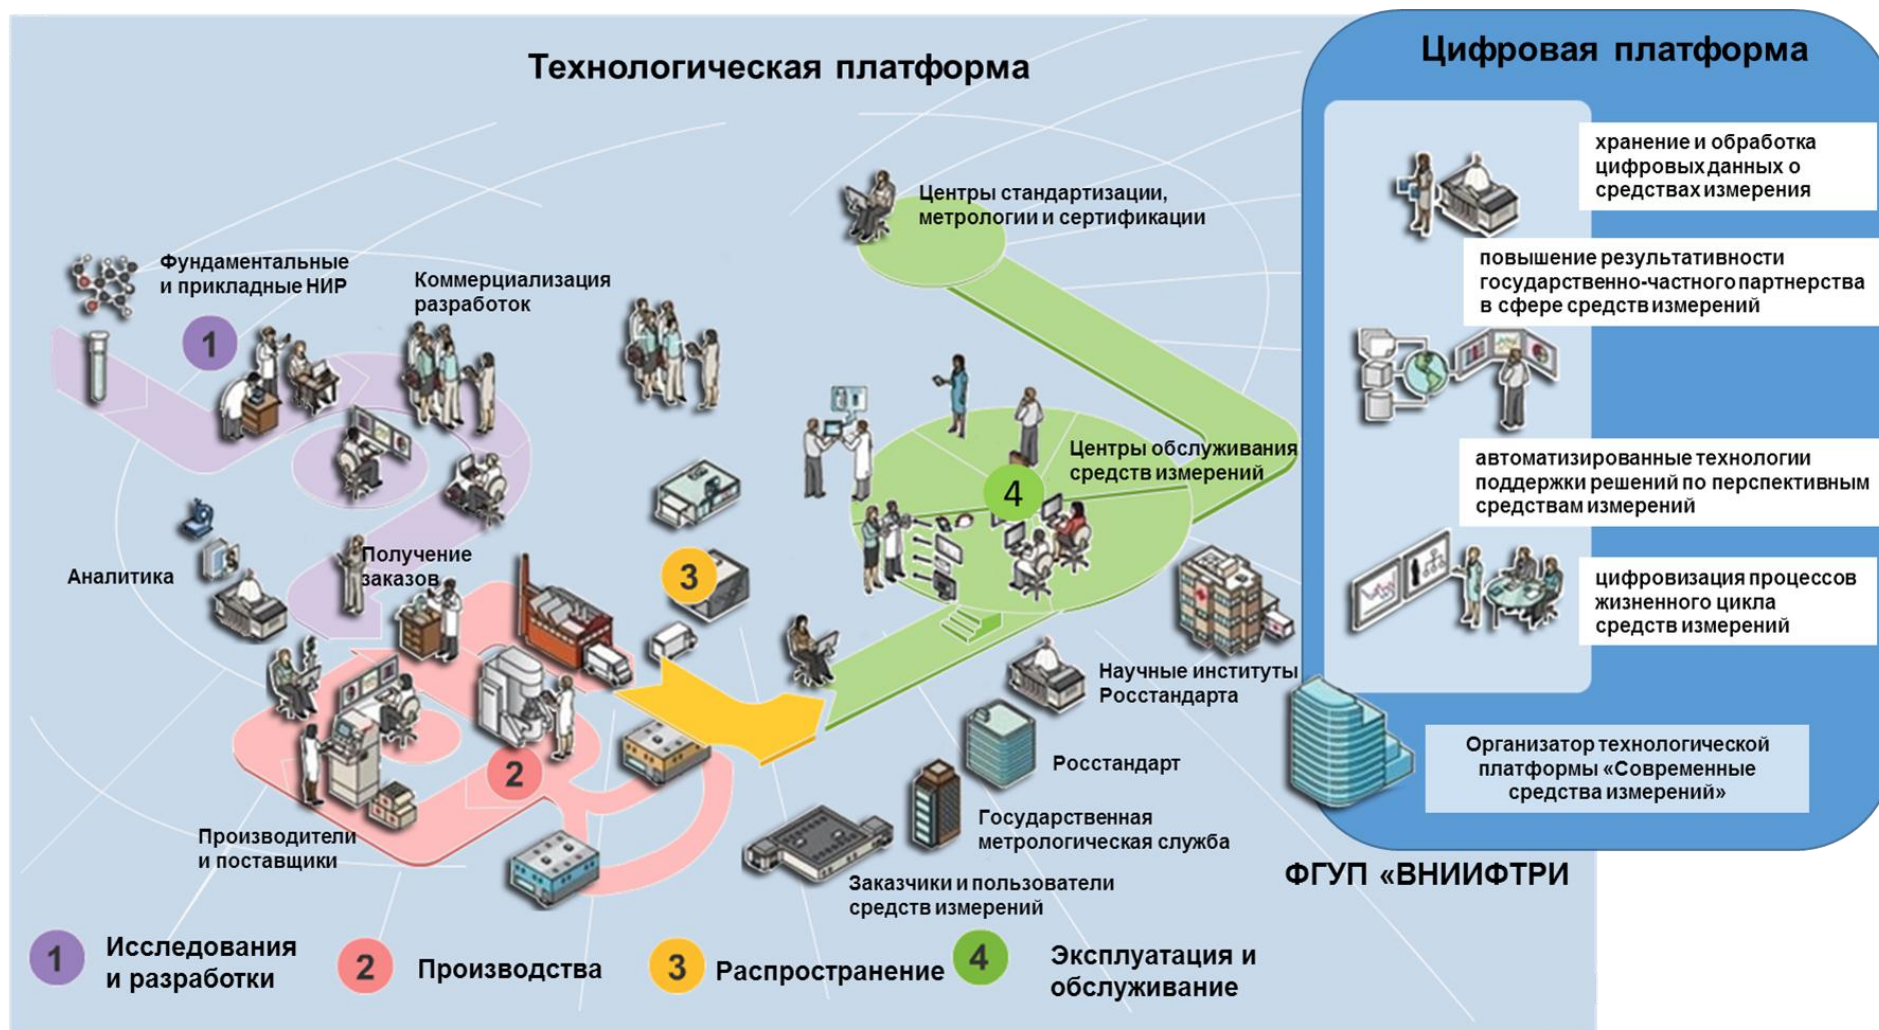 Технологическая платформа
Цифровая платформа
хранение и обработка
цифровых данных о
средствах измерения
Центры стандартизации,
метрологии и сертификации
Фундаментальные
и прикладные НИР
1
Коммерциализация
разработок
повышение результативности
государственно-частного партнерства
в сфере средств измерений
Центры обслуживания
средств измерений
4
автоматизированные технологии
поддержки решений по перспективным
средствам измерений
Аналитика
Получение
заказов
3
цифровизация процессов
жизненного цикла
средств измерений
Научные институты
Росстандарта
2
Росстандарт
Организатор технологической
платформы «Современные
средства измерений»
Производители
и поставщики
Государственная
метрологическая служба
ФГУП «ВНИИФТРИ
Заказчики и пользователи
средств измерений
1
Исследования
и разработки
2
Производства
3
Распространение
4
Эксплуатация и
обслуживание